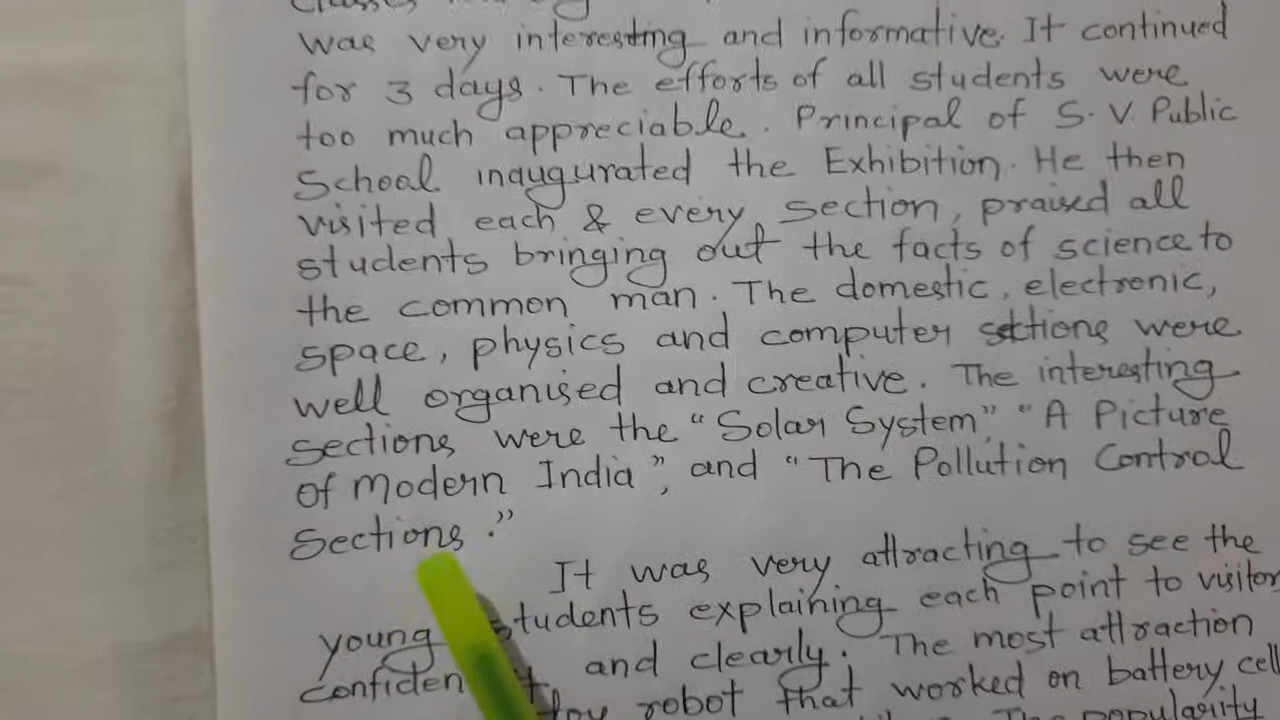 was very interesting and informative. It continued
for 3 days. The efforts of all students were
too much appreciable. Principal of S. V. Public
School inaugurated the Exhibition. He then
visited each & every section, praised all
students bringing out the facts of science to
the common man. The domestic, electronic,
space, physics and computer sections were
well organised and creative. The interesting
sections were the "Solar System", "A Picture
of Modern India", and "The Pollution Control
Sections."
It was very attracting to see the
young students explaining each point to visitor
and clearly. The most attraction
toy robot that worked on battery cell
The popularity